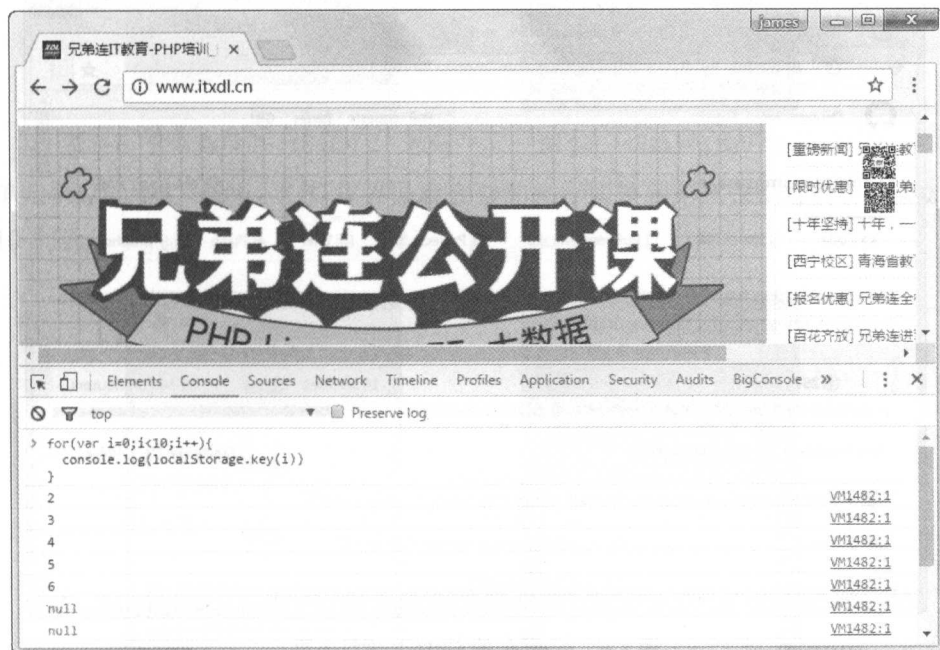 james
兄弟连IT教育-PHP培训
www.itxdl.cn
[重磅新闻] 兄弟连教
[限时优惠]
[十年坚持] 十年，一
[西宁校区] 青海省教
[报名优惠] 兄弟连全
[百花齐放] 兄弟连进
兄弟连公开课
PHP Li 大数据
Elements Console Sources Network Timeline Profiles Application Security Audits BigConsole »
top Preserve log
> for(var i=0;i<10;i++){
console.log(localStorage.key(i))
}
2 VM1482:1
3 VM1482:1
4 VM1482:1
5 VM1482:1
6 VM1482:1
null VM1482:1
null VM1482:1